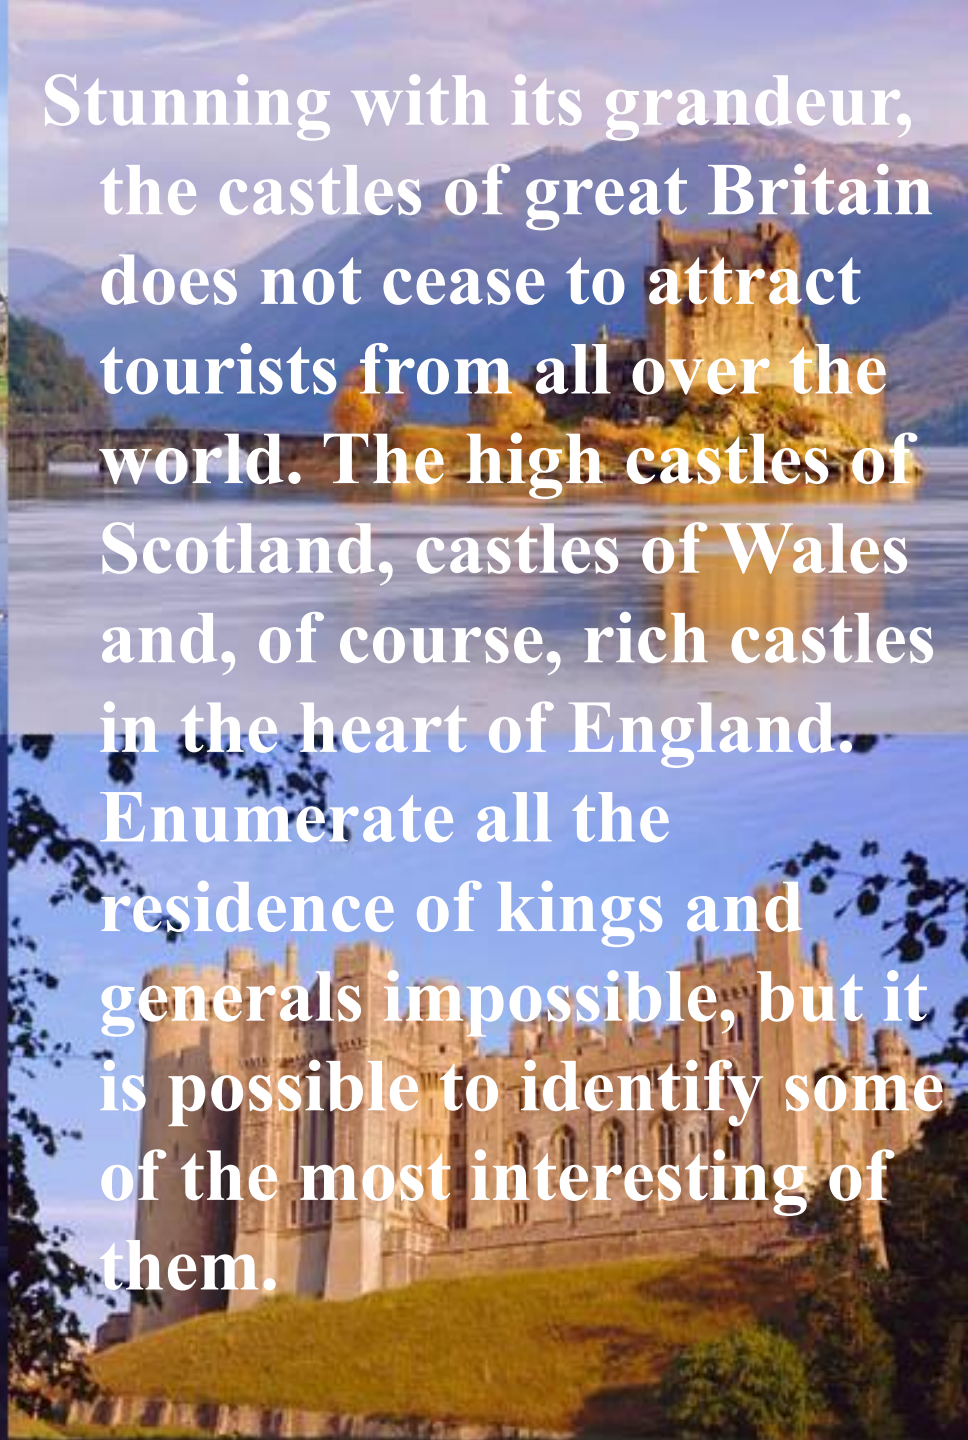 Stunning with its grandeur,
the castles of great Britain
does not cease to attract
tourists from all over the
world. The high castles of
Scotland, castles of Wales
and, of course, rich castles
in the heart of England.
Enumerate all the
residence of kings and
generals impossible, but it
is possible to identify some
of the most interesting of
them.